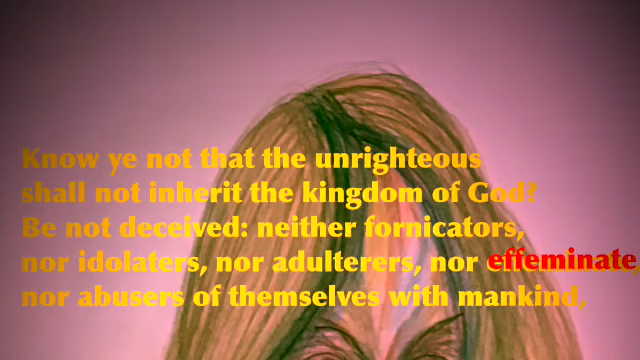 Know ye not that the unrighteous
shall not inherit the kingdom of God?
Be not deceived: neither fornicators,
nor idolaters, nor adulterers, nor effeminate,
nor abusers of themselves with mankind,